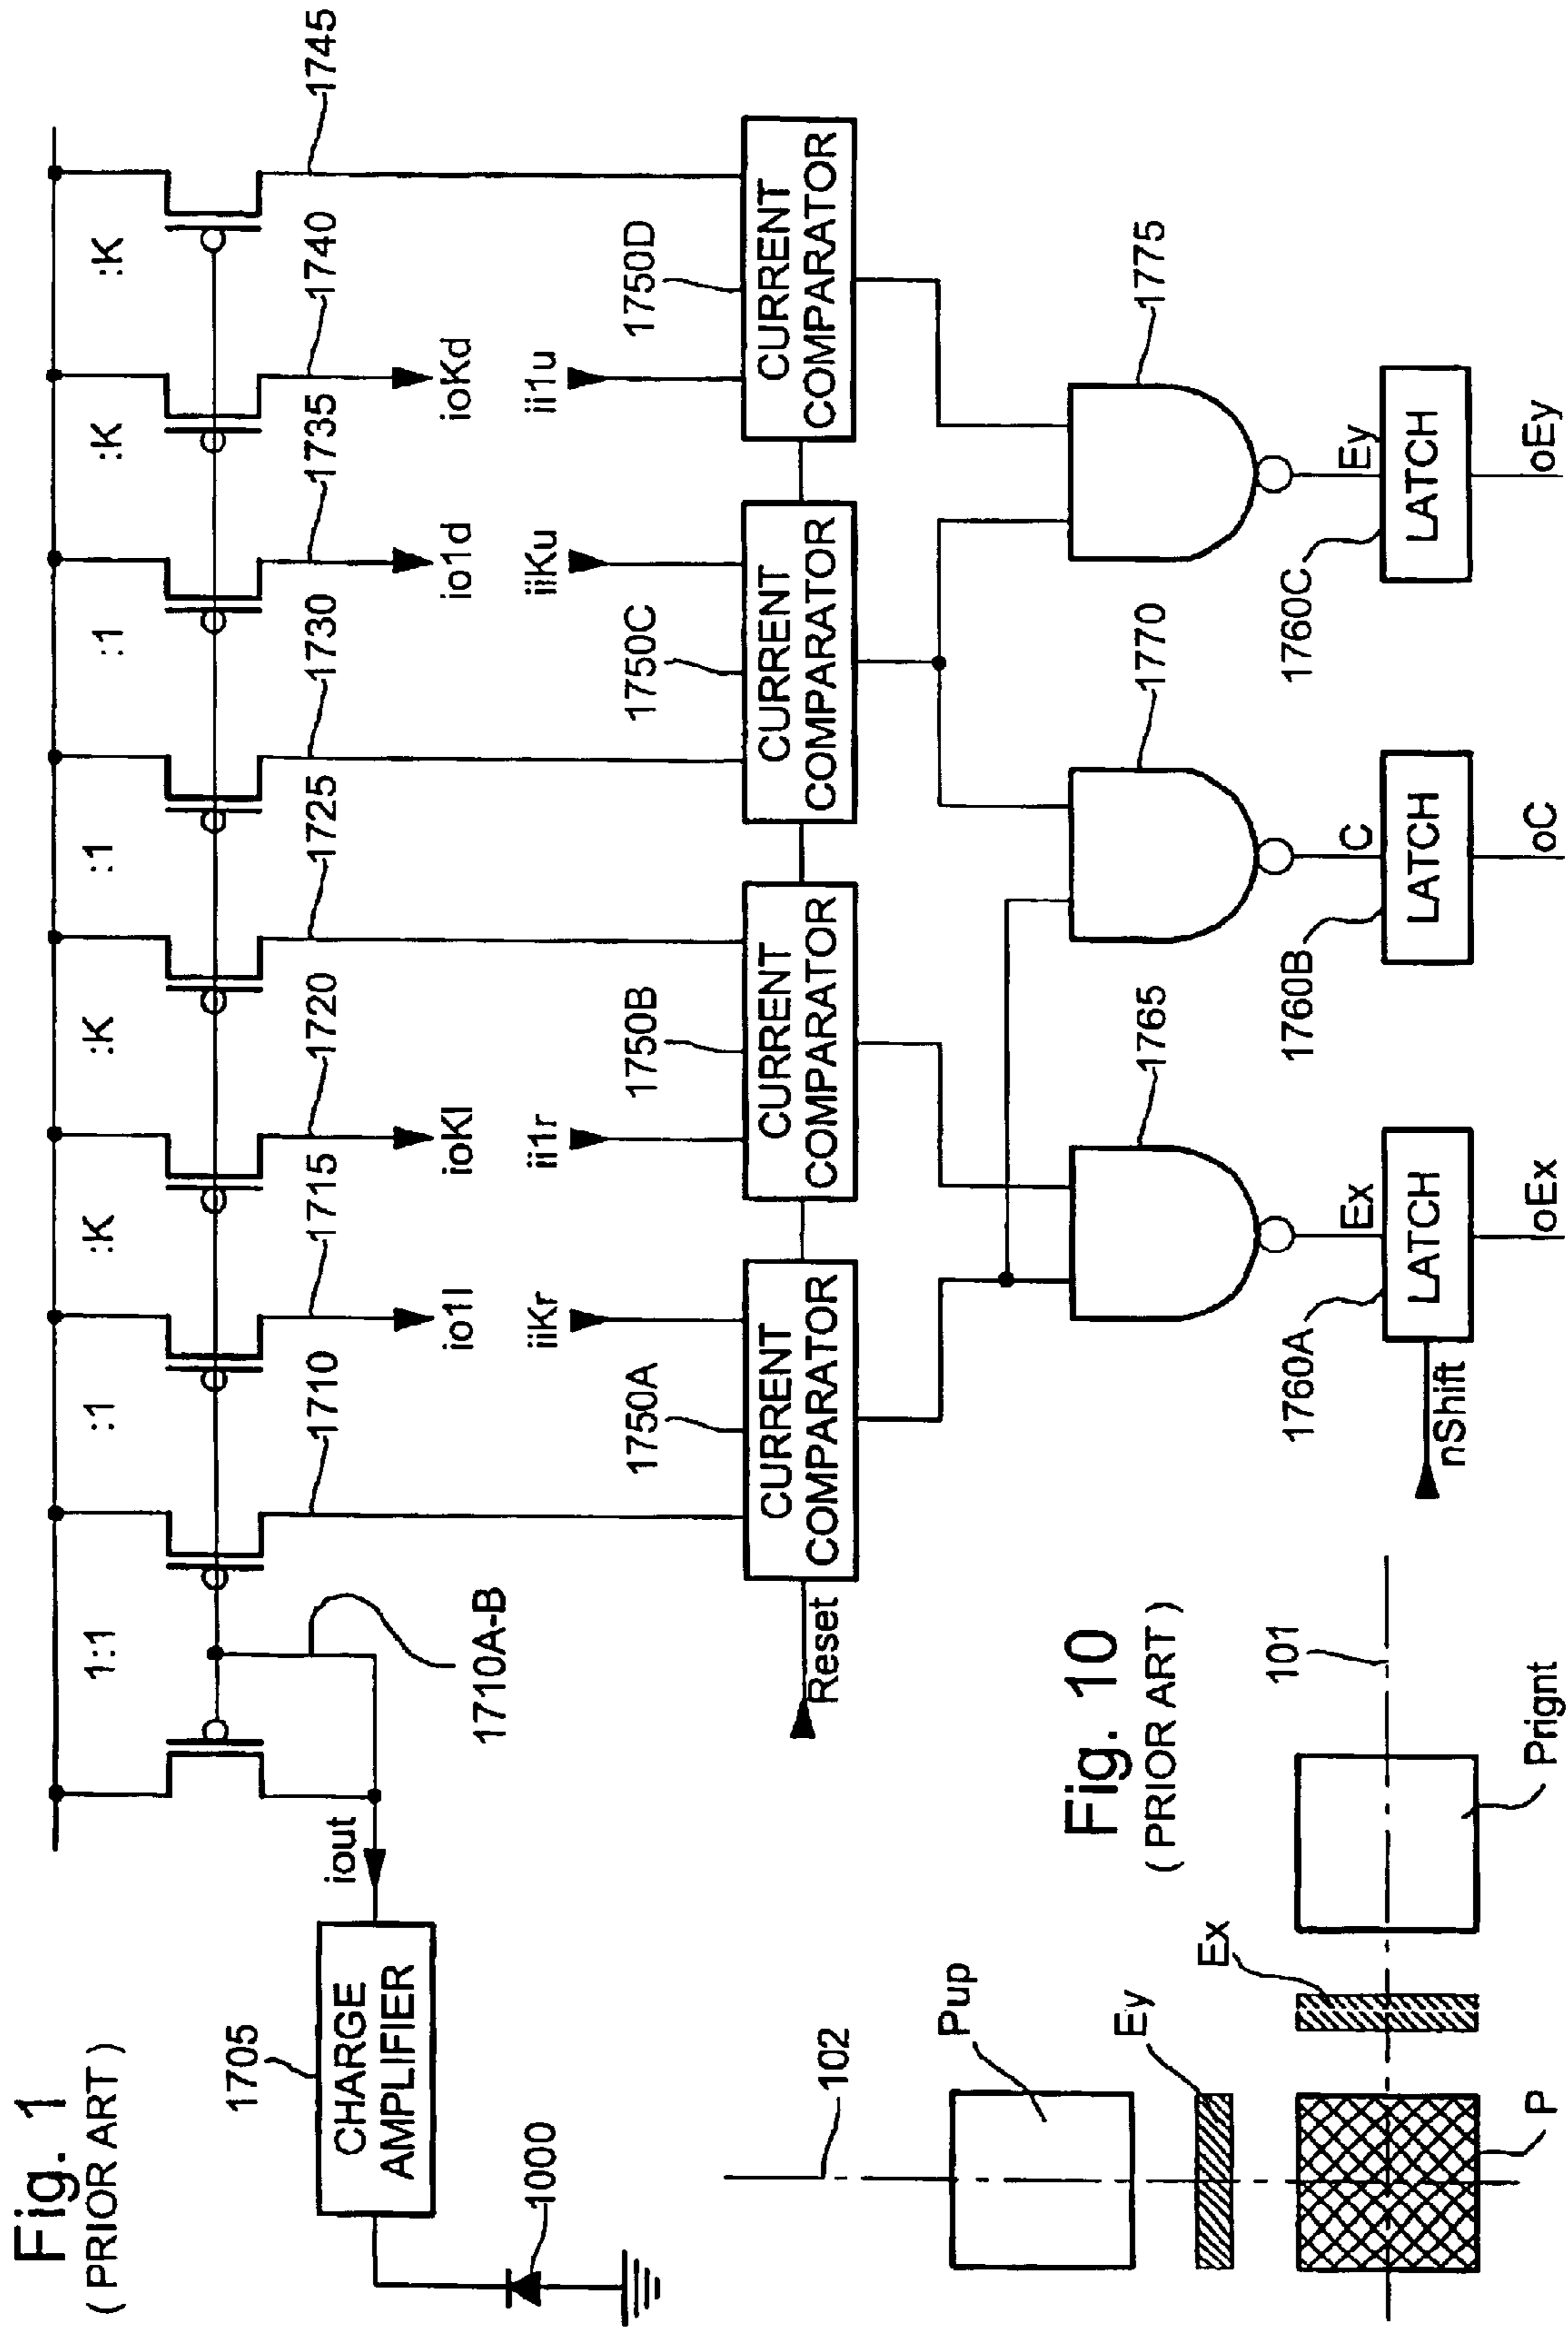 Fig. 1
( PRIOR ART )
1:1
:1
:K
:K
:1
:1
:K
:K
1710
1715
1720
1725
1730
1735
1740
1745
iout
1710A-B
1705
CHARGE
AMPLIFIER
1000
io1l
ioKl
io1d
ioKd
iiKr
ii1r
iiKu
ii1u
1750A
1750B
1750C
1750D
Reset
CURRENT
COMPARATOR
CURRENT
COMPARATOR
CURRENT
COMPARATOR
CURRENT
COMPARATOR
1765
1770
1775
Ex
C
Ey
1760A
1760B
1760C
nShift
LATCH
LATCH
LATCH
oEx
oC
oEy
Fig. 10
( PRIOR ART )
102
Pup
Ey
Ex
101
P
Prignt